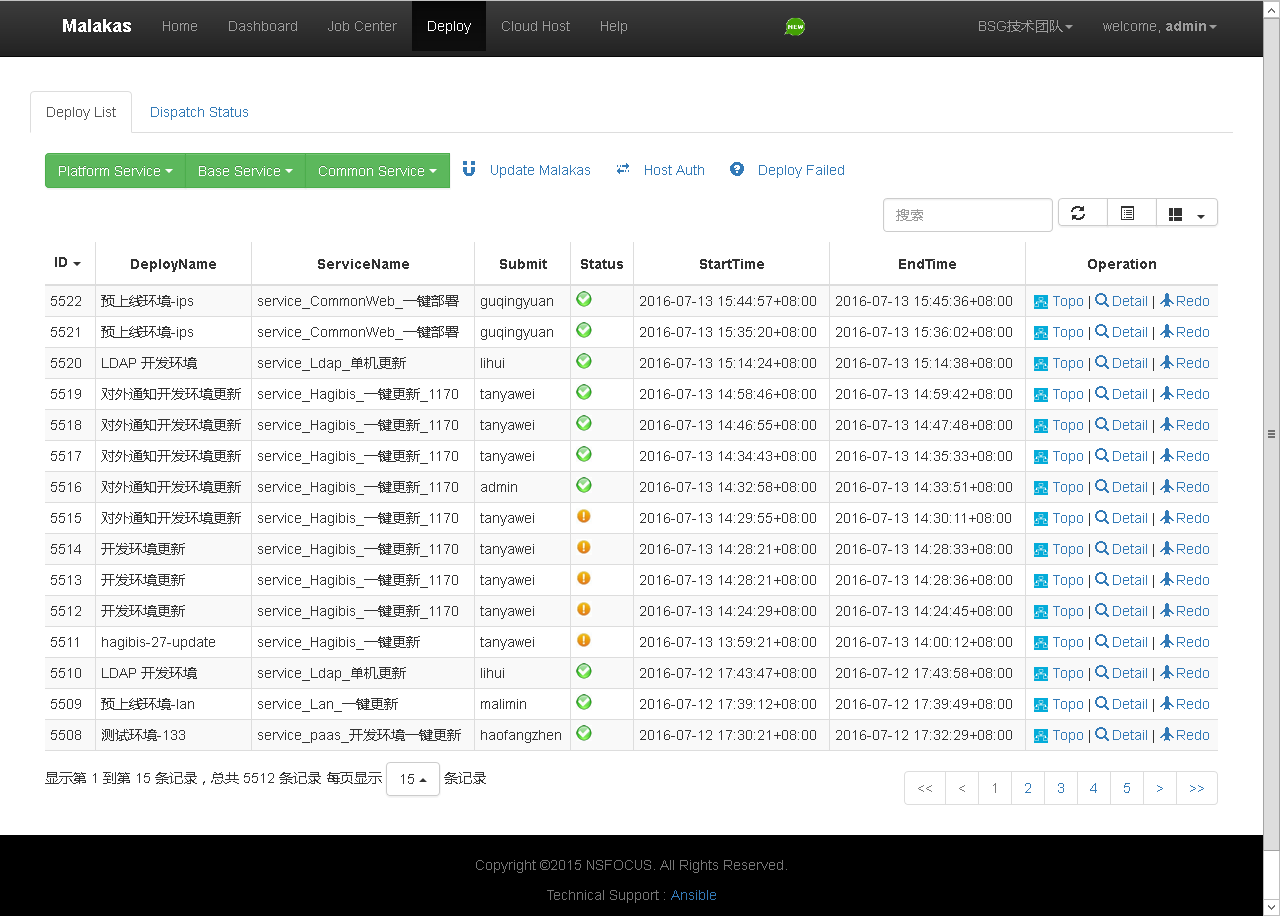 Malakas Home Dashboard Job Center Deploy Cloud Host Help NEW BSG技术团队 welcome, admin
Deploy List Dispatch Status
Platform Service Base Service Common Service Update Malakas Host Auth Deploy Failed
搜索
ID DeployName ServiceName Submit Status StartTime EndTime Operation
5522 预上线环境-ips service_CommonWeb_一键部署 guqingyuan 2016-07-13 15:44:57+08:00 2016-07-13 15:45:36+08:00 Topo | Detail | Redo
5521 预上线环境-ips service_CommonWeb_一键部署 guqingyuan 2016-07-13 15:35:20+08:00 2016-07-13 15:36:02+08:00 Topo | Detail | Redo
5520 LDAP 开发环境 service_Ldap_单机更新 lihui 2016-07-13 15:14:24+08:00 2016-07-13 15:14:38+08:00 Topo | Detail | Redo
5519 对外通知开发环境更新 service_Hagibis_一键更新_1170 tanyawei 2016-07-13 14:58:46+08:00 2016-07-13 14:59:42+08:00 Topo | Detail | Redo
5518 对外通知开发环境更新 service_Hagibis_一键更新_1170 tanyawei 2016-07-13 14:46:55+08:00 2016-07-13 14:47:48+08:00 Topo | Detail | Redo
5517 对外通知开发环境更新 service_Hagibis_一键更新_1170 tanyawei 2016-07-13 14:34:43+08:00 2016-07-13 14:35:33+08:00 Topo | Detail | Redo
5516 对外通知开发环境更新 service_Hagibis_一键更新_1170 admin 2016-07-13 14:32:58+08:00 2016-07-13 14:33:51+08:00 Topo | Detail | Redo
5515 对外通知开发环境更新 service_Hagibis_一键更新_1170 tanyawei 2016-07-13 14:29:55+08:00 2016-07-13 14:30:11+08:00 Topo | Detail | Redo
5514 开发环境更新 service_Hagibis_一键更新_1170 tanyawei 2016-07-13 14:28:21+08:00 2016-07-13 14:28:33+08:00 Topo | Detail | Redo
5513 开发环境更新 service_Hagibis_一键更新_1170 tanyawei 2016-07-13 14:28:21+08:00 2016-07-13 14:28:36+08:00 Topo | Detail | Redo
5512 开发环境更新 service_Hagibis_一键更新_1170 tanyawei 2016-07-13 14:24:29+08:00 2016-07-13 14:24:45+08:00 Topo | Detail | Redo
5511 hagibis-27-update service_Hagibis_一键更新 tanyawei 2016-07-13 13:59:21+08:00 2016-07-13 14:00:12+08:00 Topo | Detail | Redo
5510 LDAP 开发环境 service_Ldap_单机更新 lihui 2016-07-12 17:43:47+08:00 2016-07-12 17:43:58+08:00 Topo | Detail | Redo
5509 预上线环境-lan service_Lan_一键更新 malimin 2016-07-12 17:39:12+08:00 2016-07-12 17:39:49+08:00 Topo | Detail | Redo
5508 测试环境-133 service_paas_开发环境一键更新 haofangzhen 2016-07-12 17:30:21+08:00 2016-07-12 17:32:29+08:00 Topo | Detail | Redo
显示第 1 到第 15 条记录，总共 5512 条记录 每页显示 15 条记录
<< < 1 2 3 4 5 > >>
Copyright ©2015 NSFOCUS. All Rights Reserved.
Technical Support : Ansible